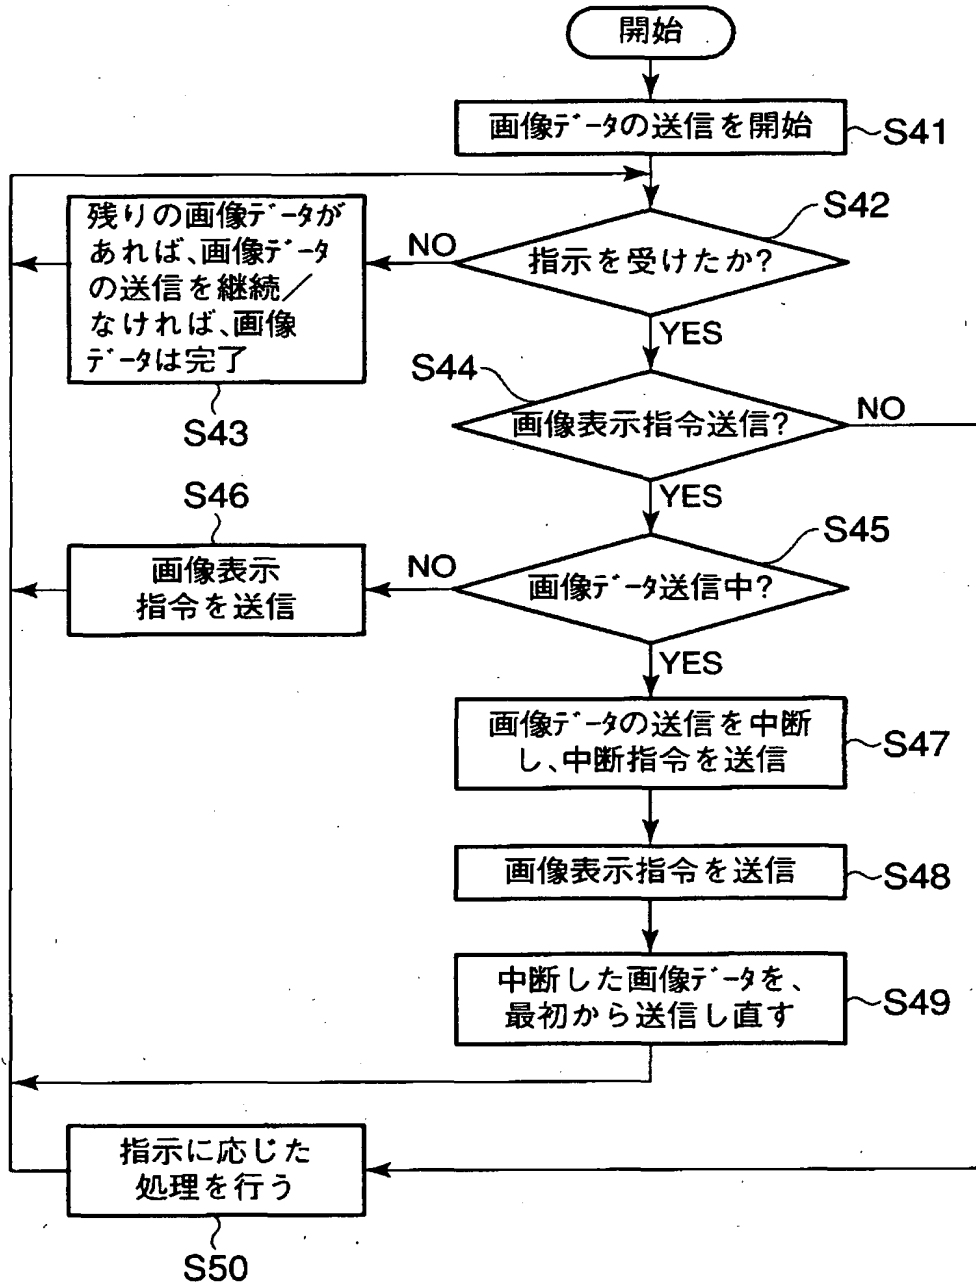 開始
画像データの送信を開始
S41
S42
指示を受けたか?
NO
YES
残りの画像データが
あれば、画像データ
の送信を継続/
なければ、画像
データは完了
S43
S44
画像表示指令送信?
NO
YES
S45
画像データ送信中?
NO
YES
S46
画像表示
指令を送信
画像データの送信を中断
し、中断指令を送信
S47
画像表示指令を送信
S48
中断した画像データを、
最初から送信し直す
S49
指示に応じた
処理を行う
S50